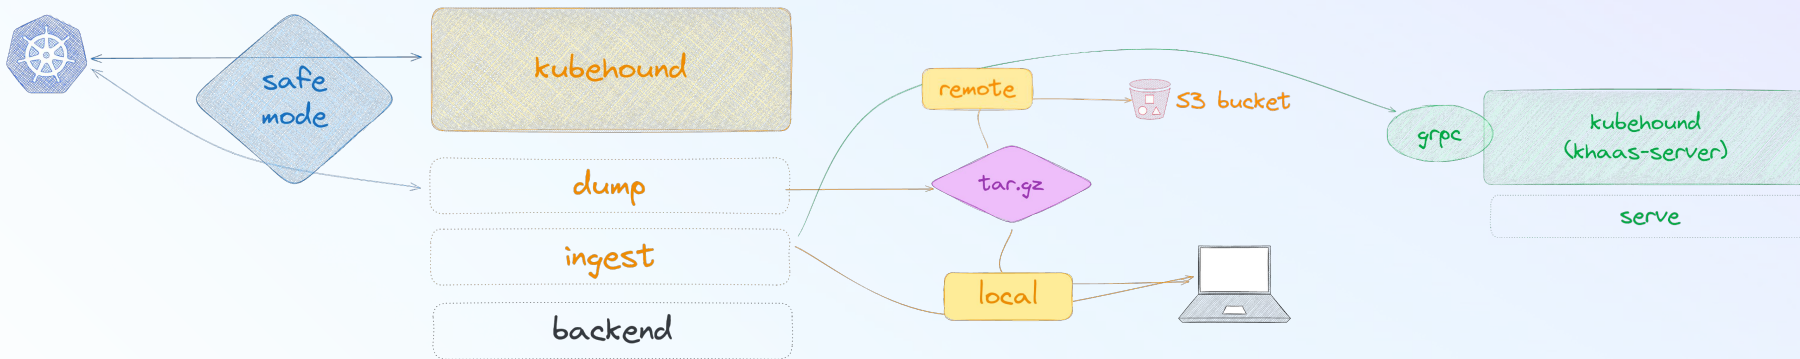 safe
mode
kubehound
dump
ingest
backend
remote
S3 bucket
tar.gz
local
grpc
kubehound
(khaas-server)
serve